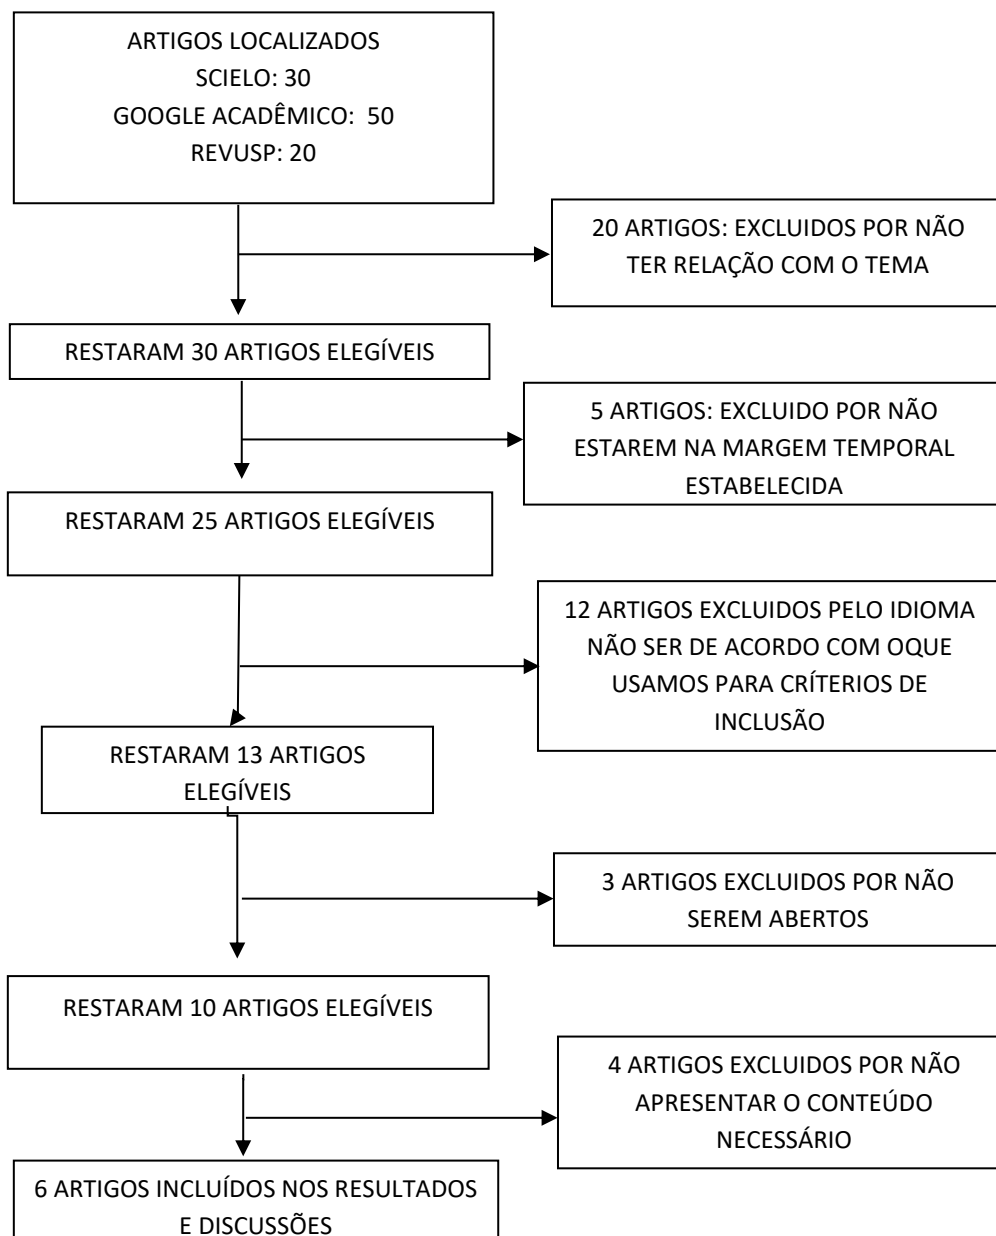 ARTIGOS LOCALIZADOS
SCIELO: 30
GOOGLE ACADÊMICO: 50
REVUSP: 20
20 ARTIGOS: EXCLUIDOS POR NÃO
TER RELAÇÃO COM O TEMA
RESTARAM 30 ARTIGOS ELEGÍVEIS
5 ARTIGOS: EXCLUIDO POR NÃO
ESTAREM NA MARGEM TEMPORAL
ESTABELECIDA
RESTARAM 25 ARTIGOS ELEGÍVEIS
12 ARTIGOS EXCLUIDOS PELO IDIOMA
NÃO SER DE ACORDO COM OQUE
USAMOS PARA CRÍTERIOS DE
INCLUSÃO
RESTARAM 13 ARTIGOS
ELEGÍVEIS
3 ARTIGOS EXCLUIDOS POR NÃO
SEREM ABERTOS
RESTARAM 10 ARTIGOS ELEGÍVEIS
4 ARTIGOS EXCLUIDOS POR NÃO
APRESENTAR O CONTEÚDO
NECESSÁRIO
6 ARTIGOS INCLUÍDOS NOS RESULTADOS
E DISCUSSÕES